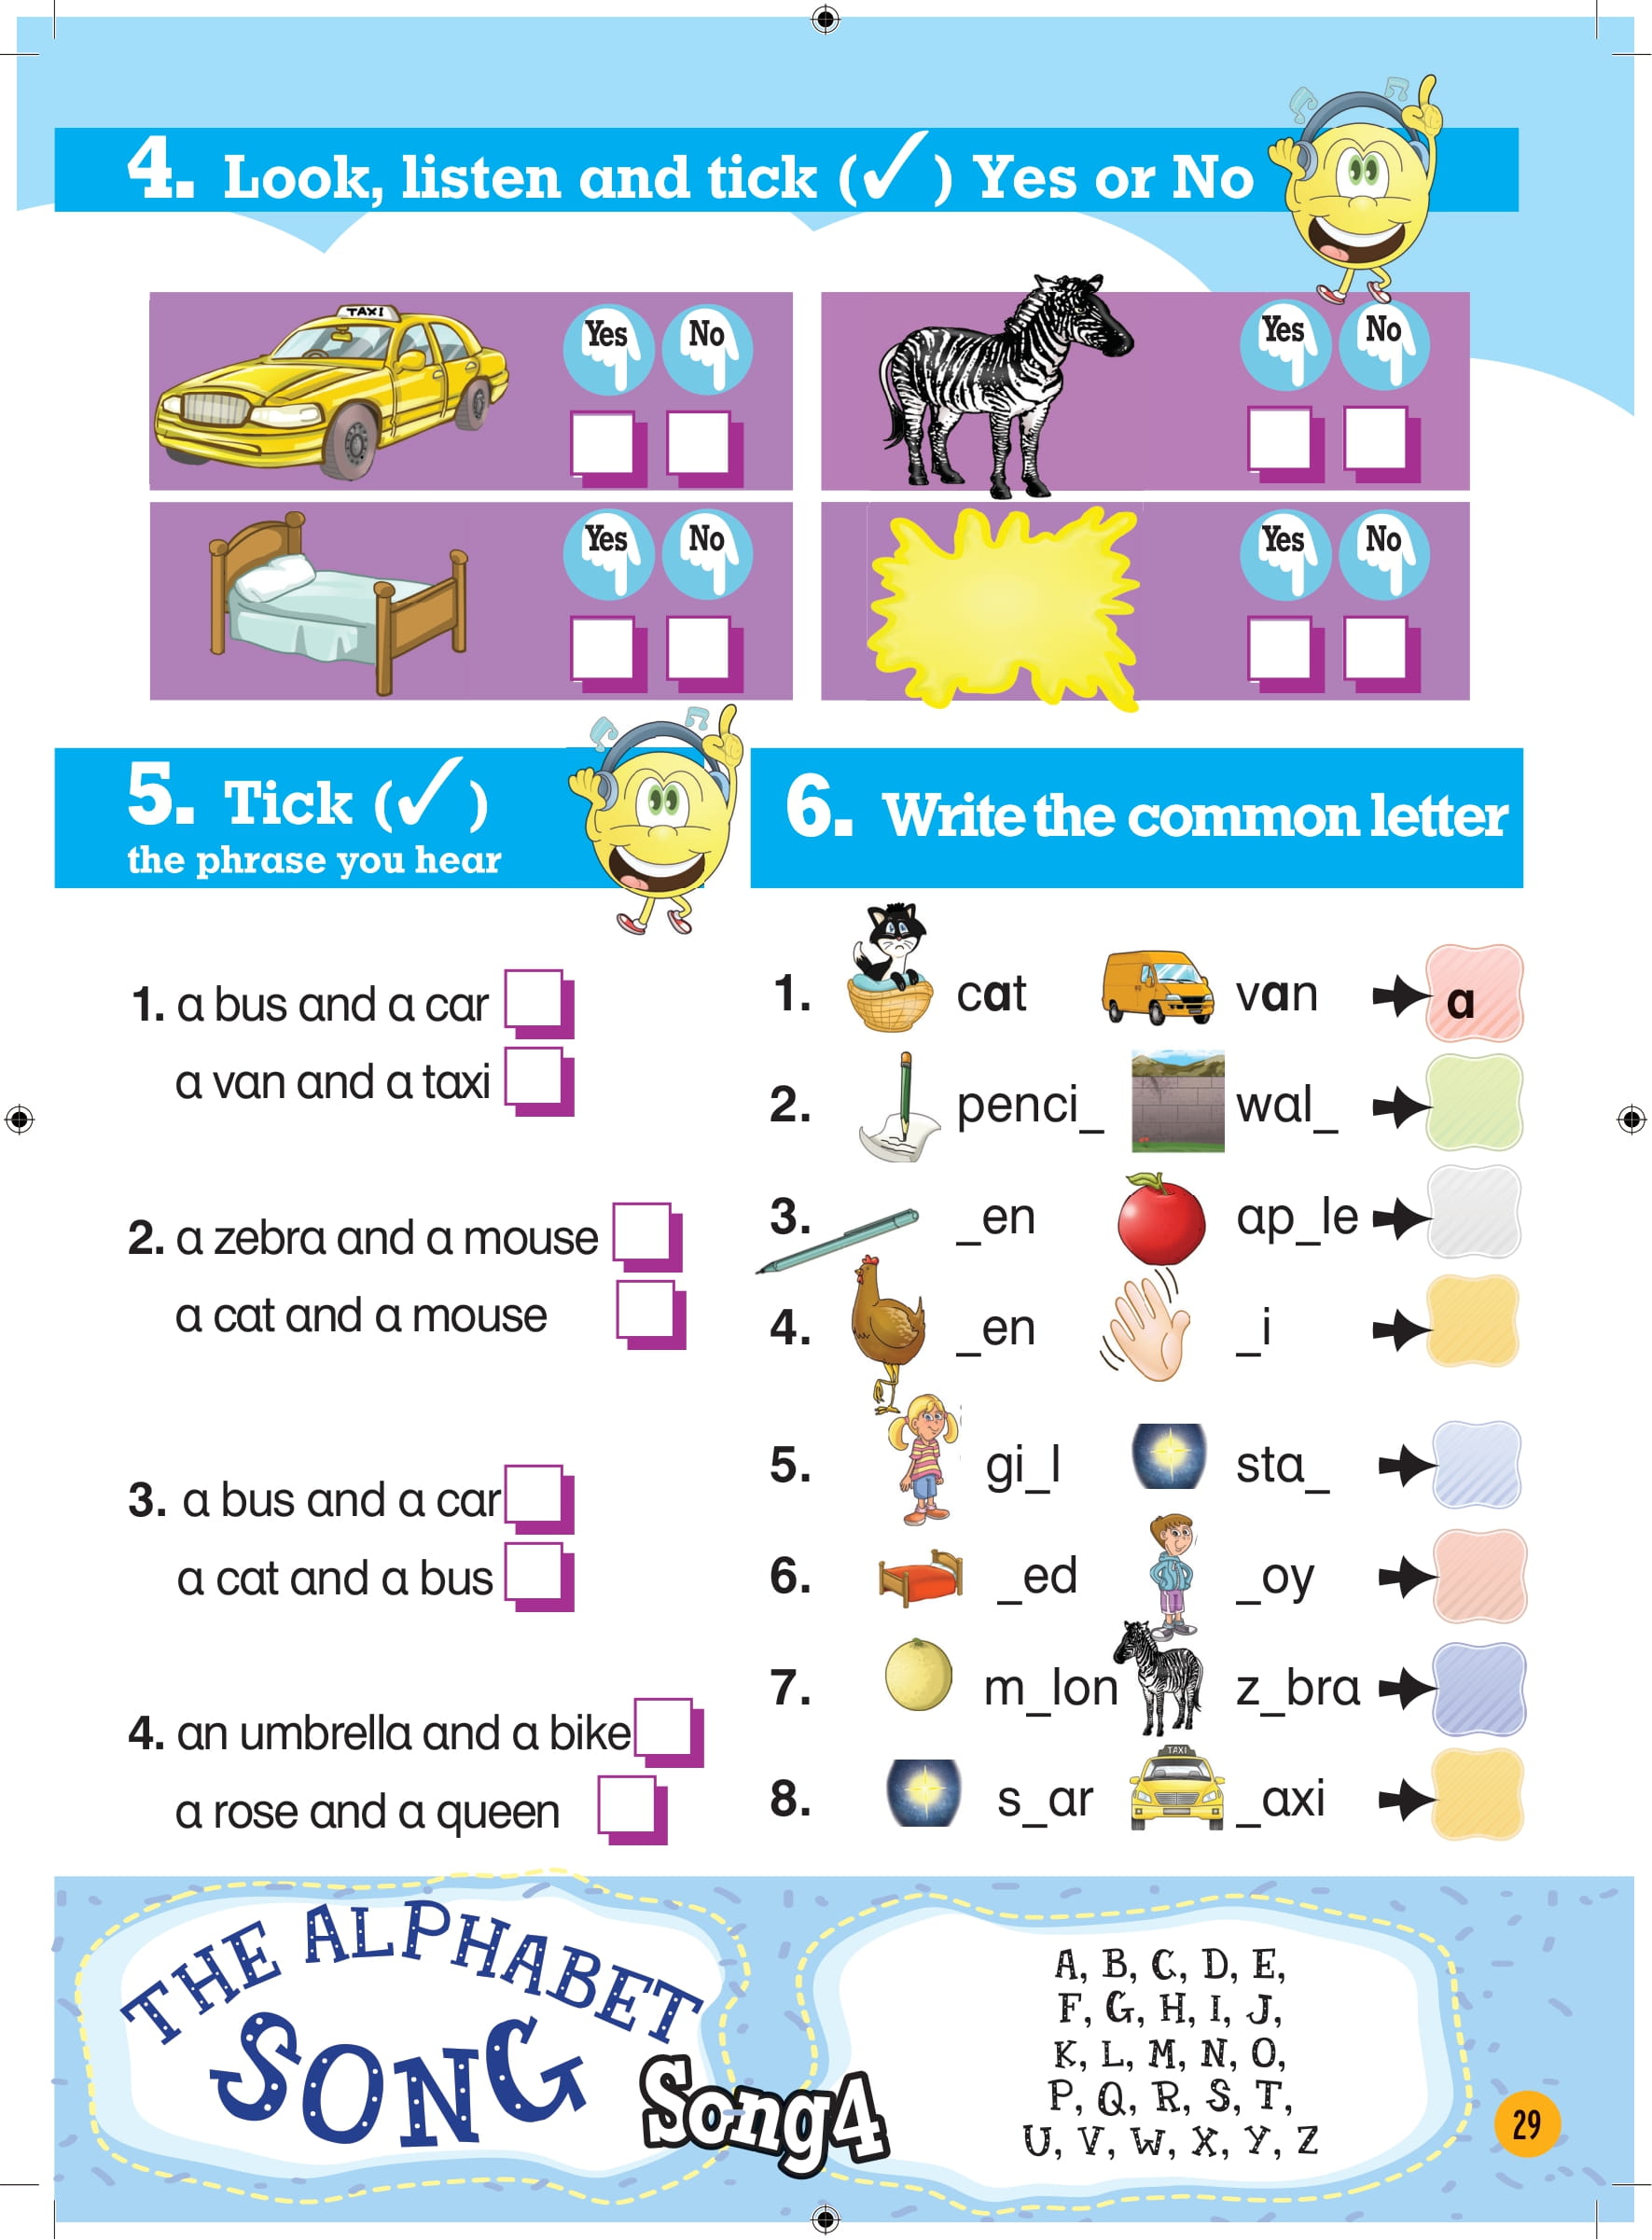 4. Look, listen and tick (✓) Yes or No
TAXI
Yes No
Yes No
Yes No
Yes No
5. Tick (✓)
the phrase you hear
1. a bus and a car
a van and a taxi
2. a zebra and a mouse
a cat and a mouse
3. a bus and a car
a cat and a bus
4. an umbrella and a bike
a rose and a queen
6. Write the common letter
1. cat van a
2. penci_ wal_
3. _en ap_le
4. _en _i
5. gi_l sta_
6. _ed _oy
7. m_lon z_bra
TAXI
8. s_ar _axi
THE ALPHABET
SONG
Song4
A, B, C, D, E,
F, G, H, I, J,
K, L, M, N, O,
P, Q, R, S, T,
U, V, W, X, Y, Z
29